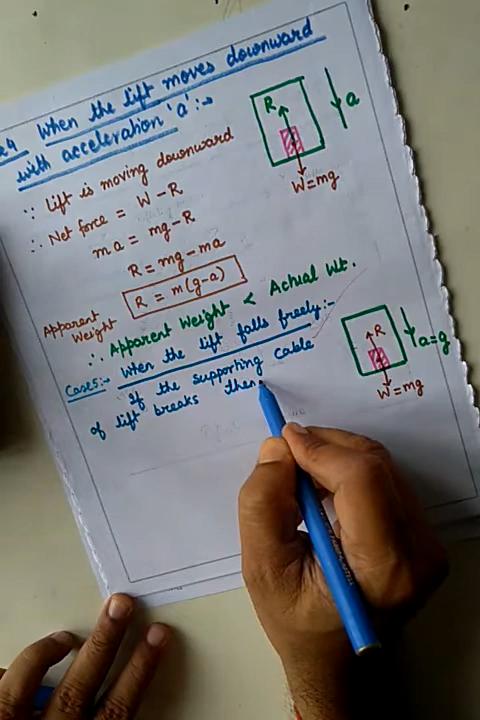 When the lift moves downward
with acceleration 'a' :-
R
a
W=mg
∵ Lift is moving downward
∴ Net force = W - R
ma = mg - R
R = mg - ma
Apparent Weight
R = m(g-a)
∴ Apparent Weight < Actual Wt.
Case5:- When the lift falls freely:-
If the supporting cable
of lift breaks then
R
a=g
W=mg